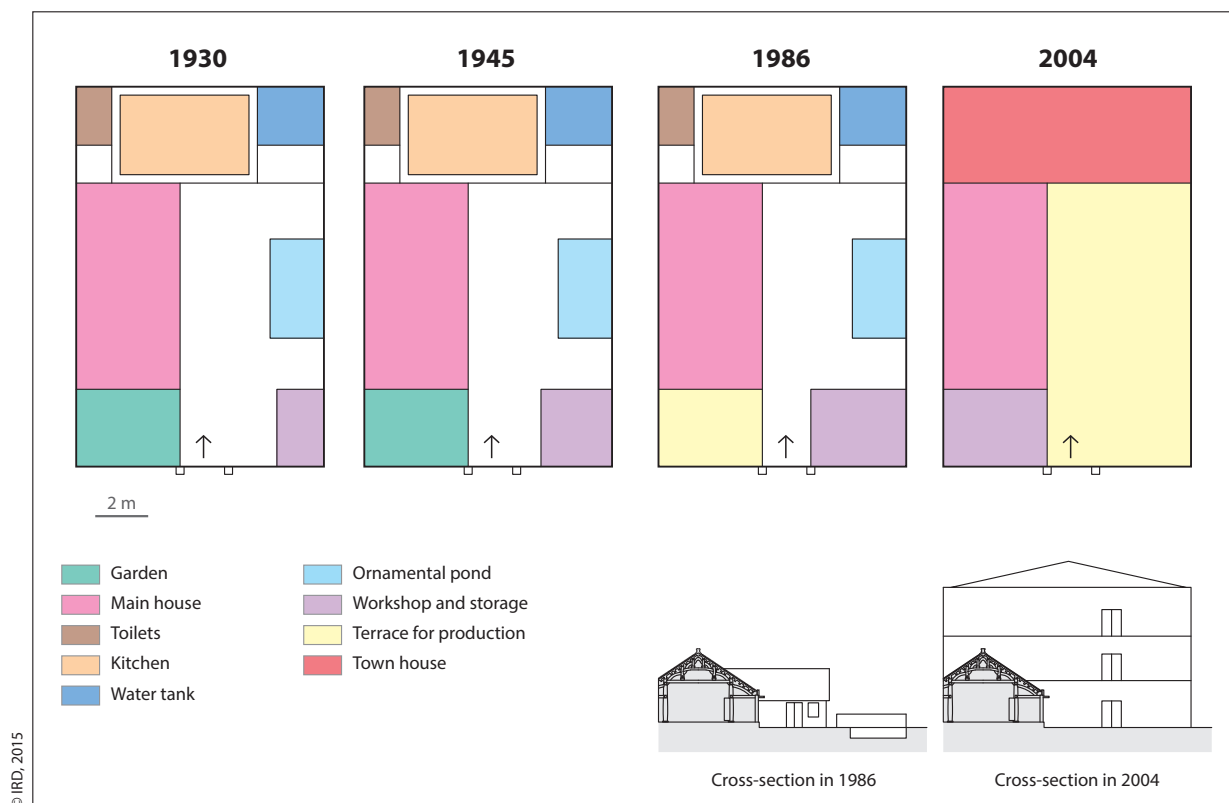 1930
1945
1986
2004
2 m
Garden
Main house
Toilets
Kitchen
Water tank
Ornamental pond
Workshop and storage
Terrace for production
Town house
Cross-section in 1986
Cross-section in 2004
© IRD, 2015